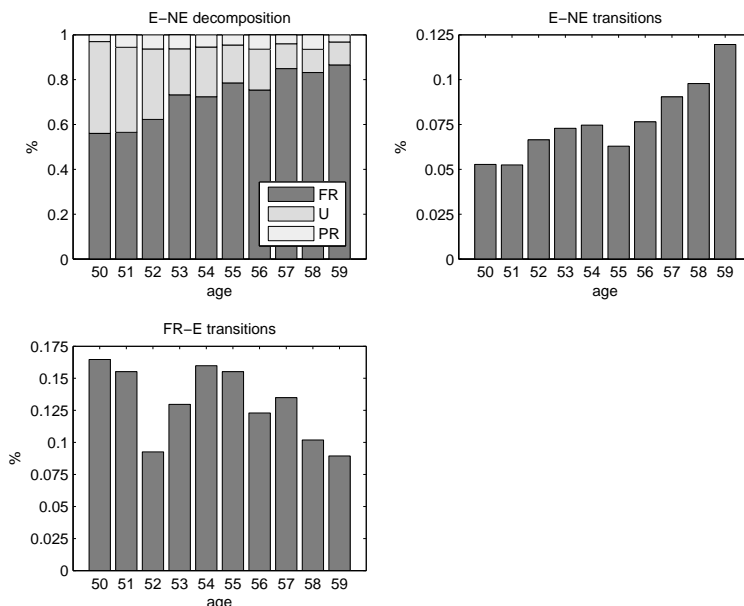 E−NE decomposition
1
0.8
0.6
0.4
0.2
0
%
FR
U
PR
50 51 52 53 54 55 56 57 58 59
age
E−NE transitions
0.125
0.1
0.075
0.05
0.025
0
%
50 51 52 53 54 55 56 57 58 59
age
FR−E transitions
0.175
0.15
0.125
0.1
0.075
0.05
0.025
0
%
50 51 52 53 54 55 56 57 58 59
age